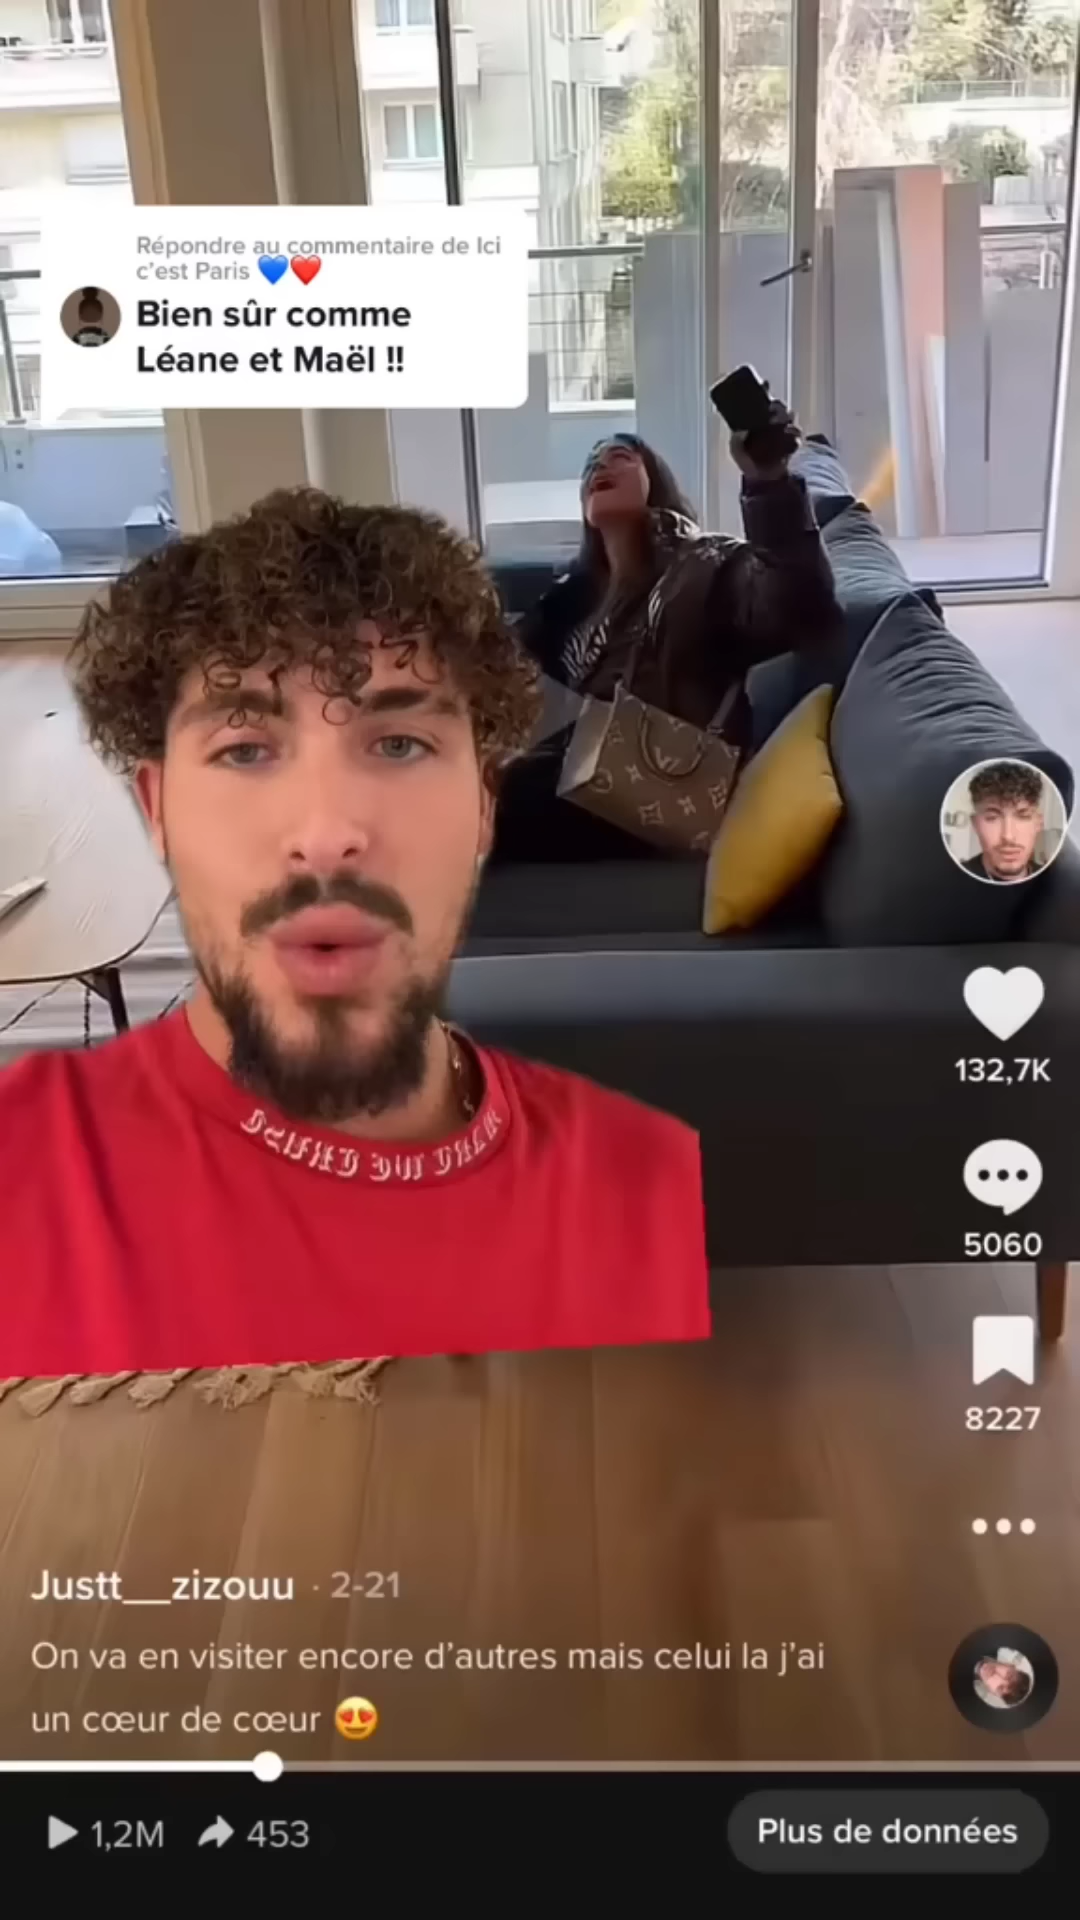 Répondre au commentaire de Ici
c'est Paris 💙❤️
Bien sûr comme
Léane et Maël !!
132,7K
5060
8227
Justt__zizouu · 2-21
On va en visiter encore d'autres mais celui la j'ai
un cœur de cœur 😍
1,2M 453
Plus de données